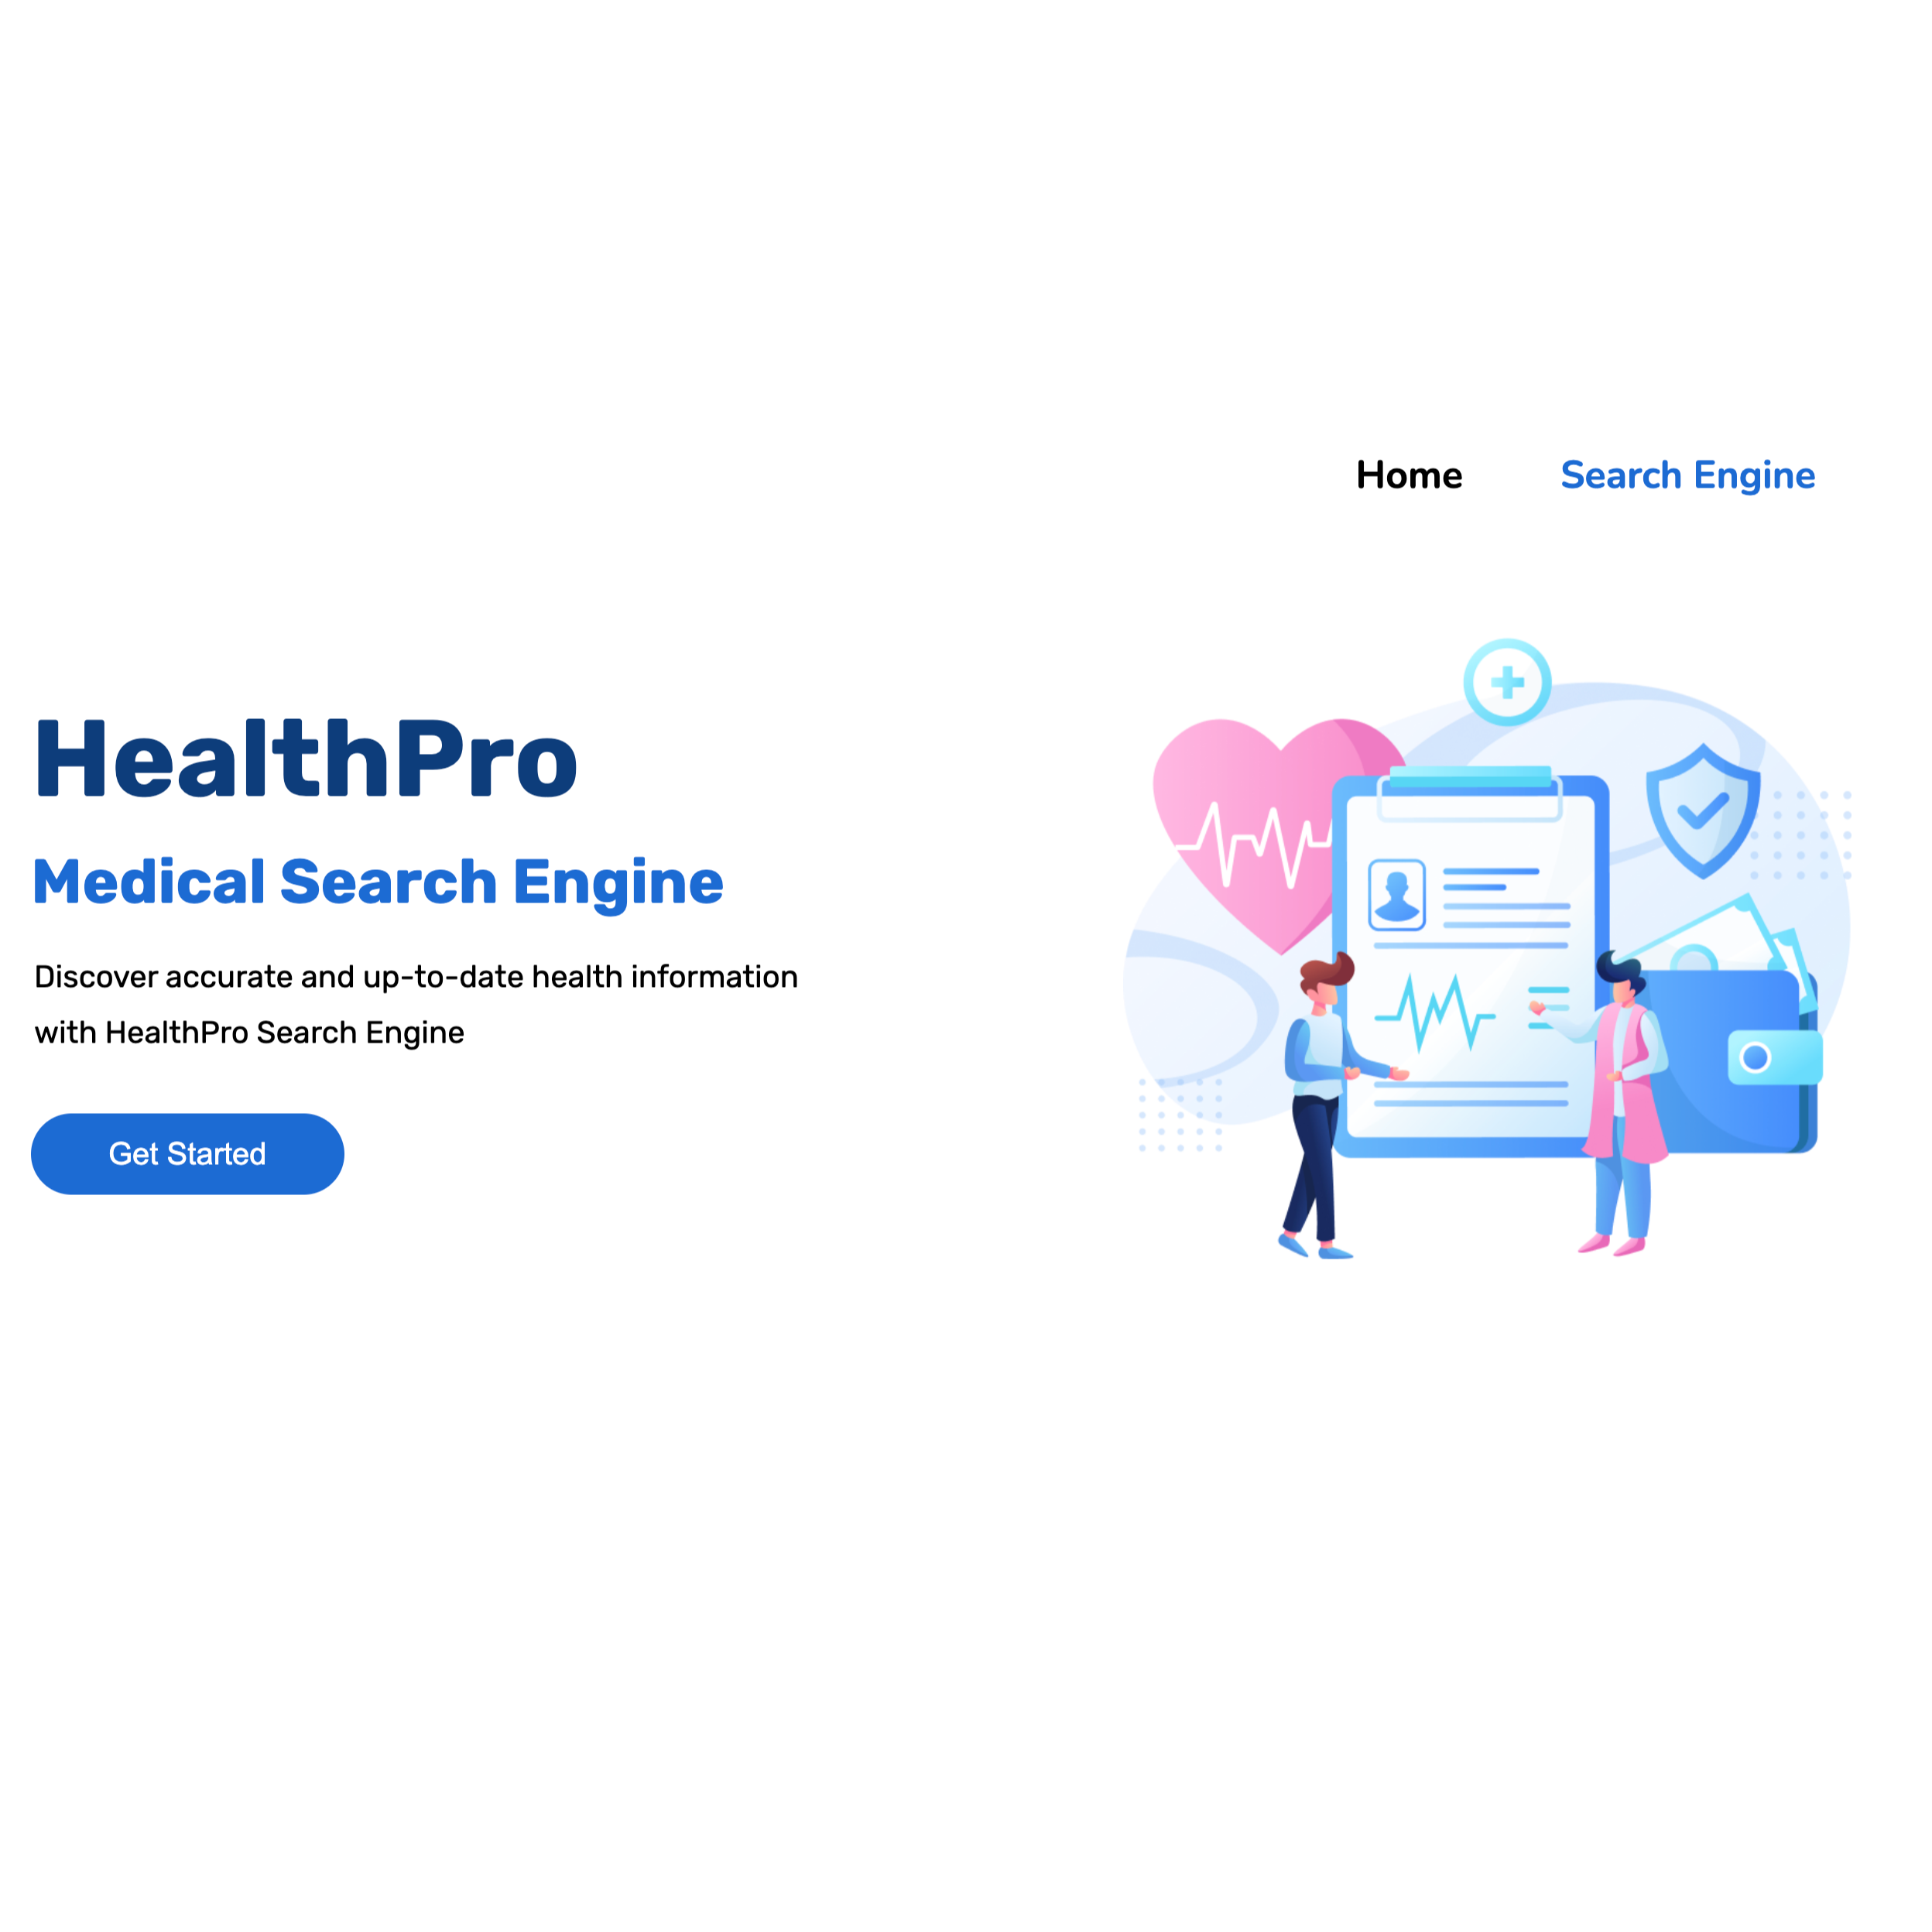 Home
Search Engine
HealthPro
Medical Search Engine
Discover accurate and up-to-date health information
with HealthPro Search Engine
Get Started